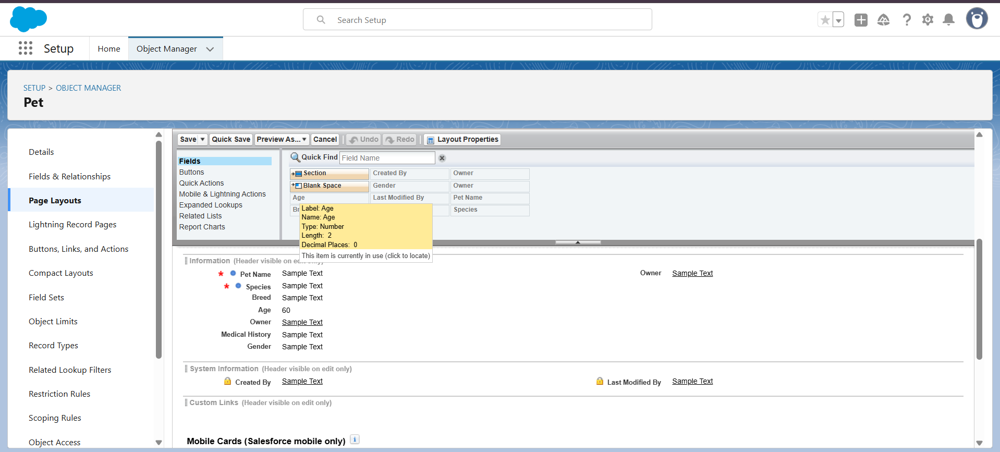 Search Setup
Setup
Home
Object Manager
SETUP > OBJECT MANAGER
Pet
Details
Fields & Relationships
Page Layouts
Lightning Record Pages
Buttons, Links, and Actions
Compact Layouts
Field Sets
Object Limits
Record Types
Related Lookup Filters
Restriction Rules
Scoping Rules
Object Access
Save Quick Save Preview As... Cancel Undo Redo Layout Properties
Fields
Buttons
Quick Actions
Mobile & Lightning Actions
Expanded Lookups
Related Lists
Report Charts
Quick Find Field Name
Section Created By Owner
Blank Space Gender Owner
Age Last Modified By Pet Name
Species
Label: Age
Name: Age
Type: Number
Length: 2
Decimal Places: 0
This item is currently in use (click to locate)
Information (Header visible on edit only)
* Pet Name Sample Text Owner Sample Text
* Species Sample Text
Breed Sample Text
Age 60
Owner Sample Text
Medical History Sample Text
Gender Sample Text
System Information (Header visible on edit only)
Created By Sample Text Last Modified By Sample Text
Custom Links (Header visible on edit only)
Mobile Cards (Salesforce mobile only) i